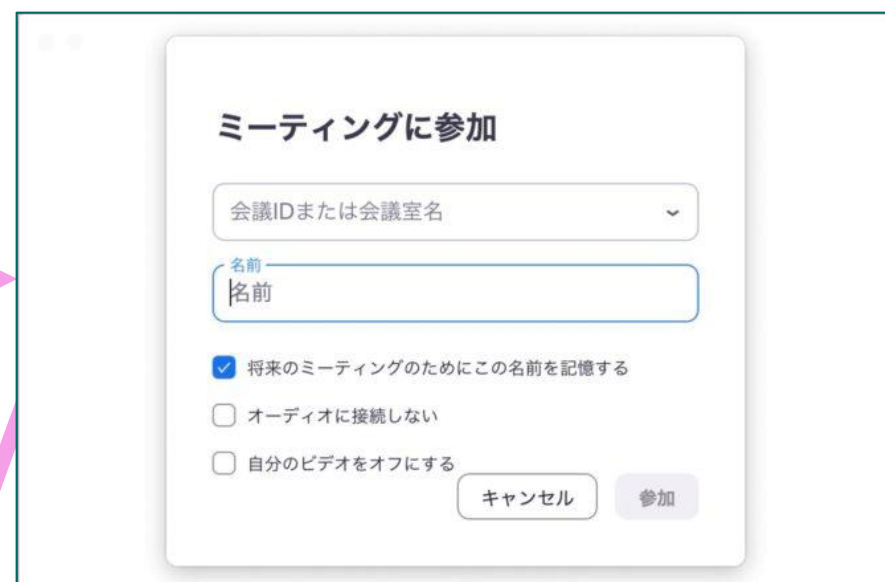 ミーティングに参加
会議IDまたは会議室名
名前
名前
将来のミーティングのためにこの名前を記憶する
オーディオに接続しない
自分のビデオをオフにする
キャンセル 参加